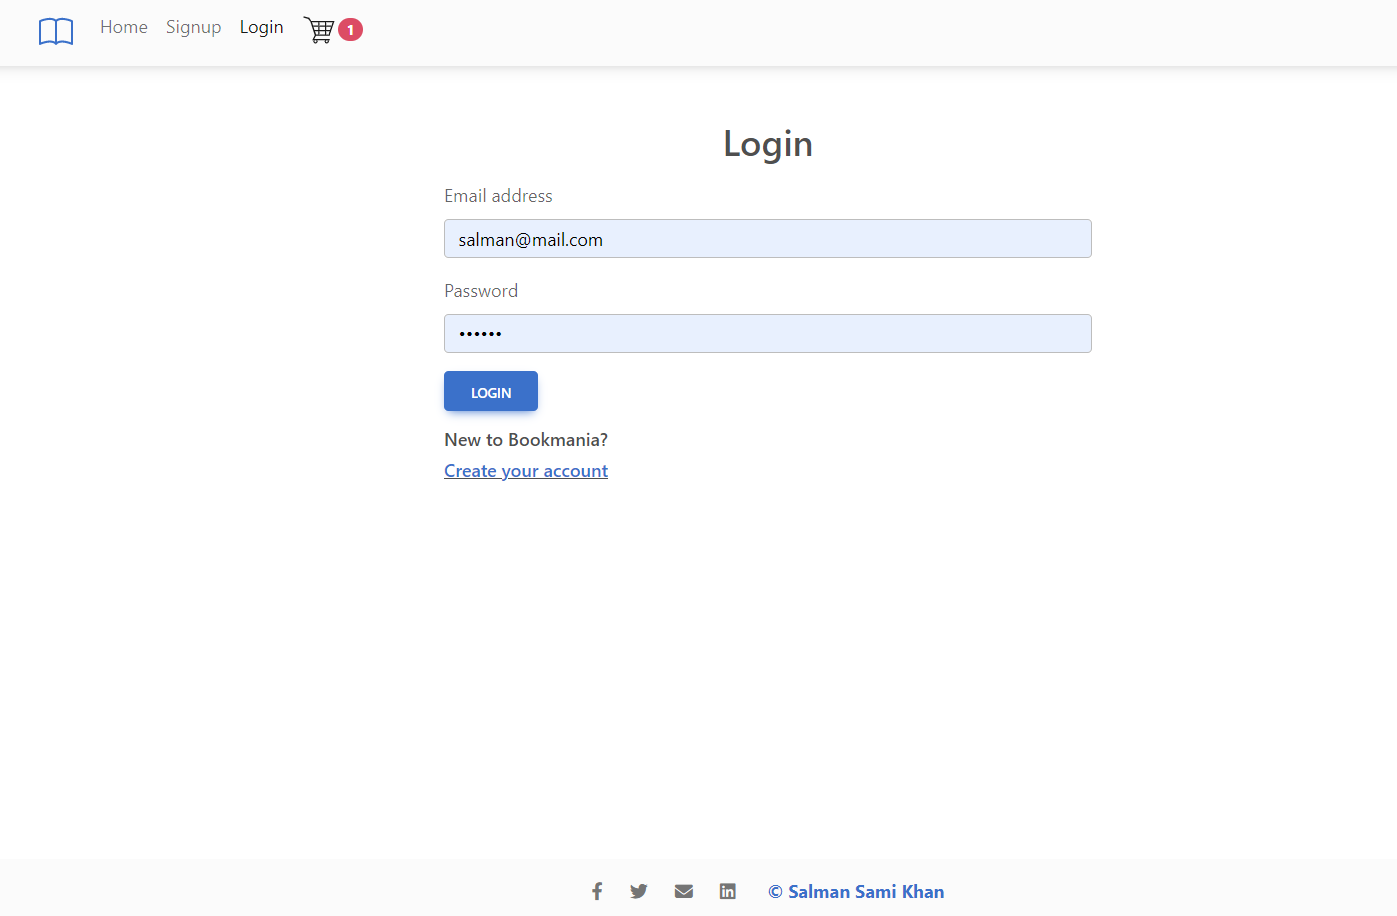 Home Signup Login 1
Login
Email address
salman@mail.com
Password
••••••
LOGIN
New to Bookmania?
Create your account
© Salman Sami Khan